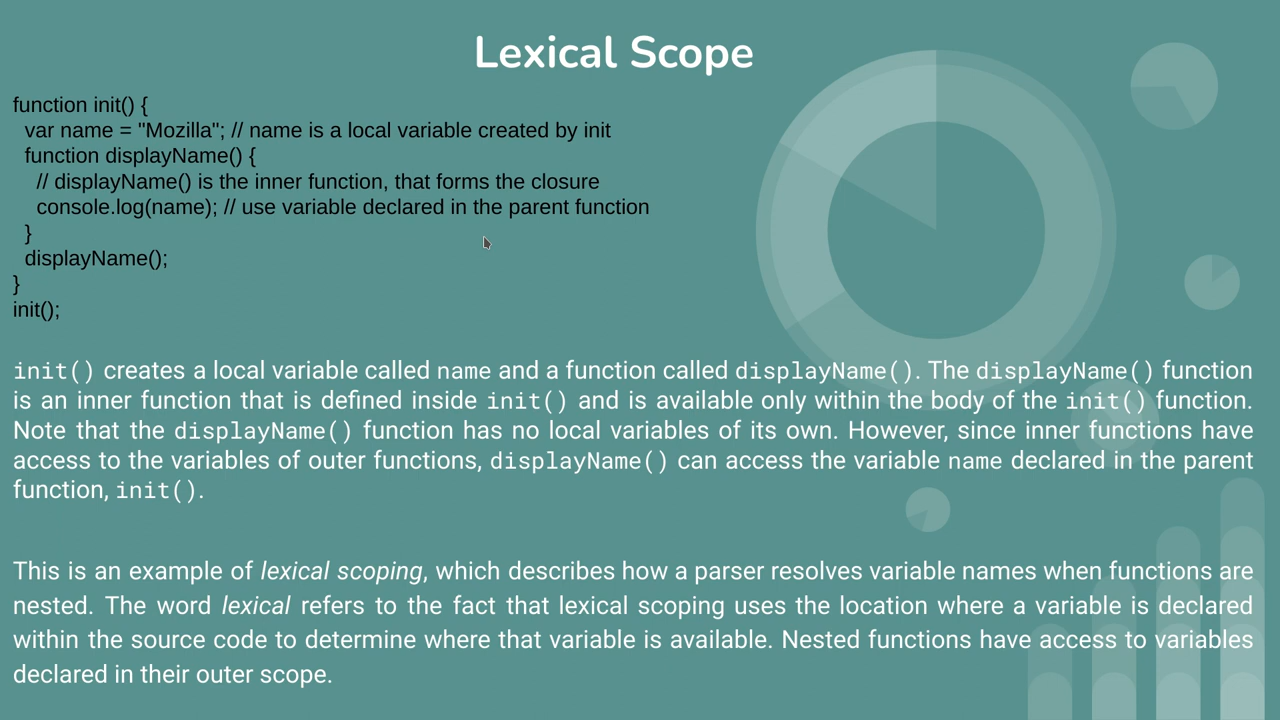 Lexical Scope
function init() {
  var name = "Mozilla"; // name is a local variable created by init
  function displayName() {
    // displayName() is the inner function, that forms the closure
    console.log(name); // use variable declared in the parent function
  }
  displayName();
}
init();
init() creates a local variable called name and a function called displayName(). The displayName() function
is an inner function that is defined inside init() and is available only within the body of the init() function.
Note that the displayName() function has no local variables of its own. However, since inner functions have
access to the variables of outer functions, displayName() can access the variable name declared in the parent
function, init().
This is an example of lexical scoping, which describes how a parser resolves variable names when functions are
nested. The word lexical refers to the fact that lexical scoping uses the location where a variable is declared
within the source code to determine where that variable is available. Nested functions have access to variables
declared in their outer scope.